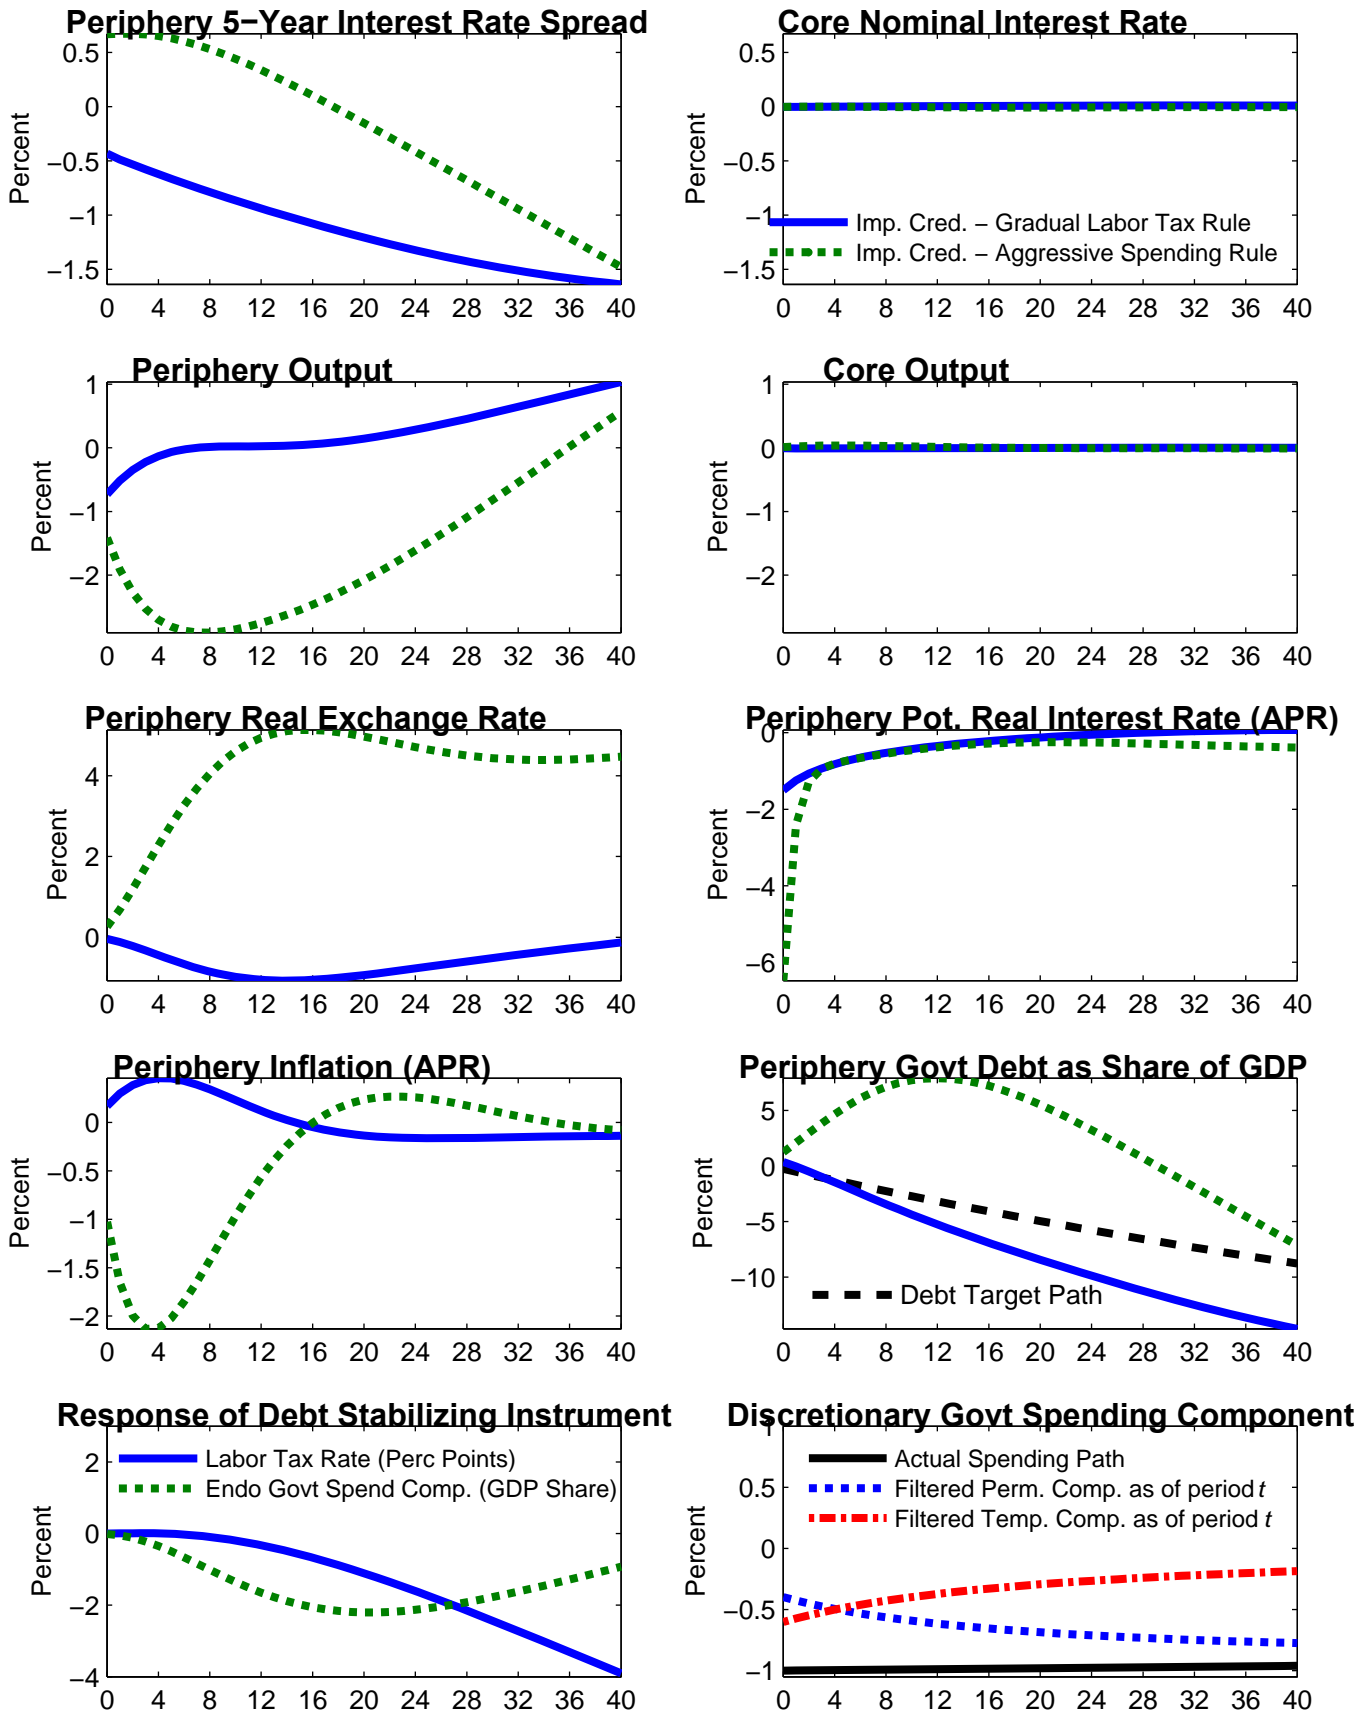 Periphery 5−Year Interest Rate Spread
Percent
0.5
0
−0.5
−1
−1.5
0 4 8 12 16 20 24 28 32 36 40
Core Nominal Interest Rate
Percent
0.5
0
−0.5
−1
−1.5
Imp. Cred. − Gradual Labor Tax Rule
Imp. Cred. − Aggressive Spending Rule
0 4 8 12 16 20 24 28 32 36 40
Periphery Output
Percent
1
0
−1
−2
0 4 8 12 16 20 24 28 32 36 40
Core Output
Percent
1
0
−1
−2
0 4 8 12 16 20 24 28 32 36 40
Periphery Real Exchange Rate
Percent
4
2
0
0 4 8 12 16 20 24 28 32 36 40
Periphery Pot. Real Interest Rate (APR)
Percent
0
−2
−4
−6
0 4 8 12 16 20 24 28 32 36 40
Periphery Inflation (APR)
Percent
0
−0.5
−1
−1.5
−2
0 4 8 12 16 20 24 28 32 36 40
Periphery Govt Debt as Share of GDP
Percent
5
0
−5
−10
Debt Target Path
0 4 8 12 16 20 24 28 32 36 40
Response of Debt Stabilizing Instrument
Percent
2
0
−2
−4
Labor Tax Rate (Perc Points)
Endo Govt Spend Comp. (GDP Share)
0 4 8 12 16 20 24 28 32 36 40
Discretionary Govt Spending Component
Percent
1
0.5
0
−0.5
−1
Actual Spending Path
Filtered Perm. Comp. as of period t
Filtered Temp. Comp. as of period t
0 4 8 12 16 20 24 28 32 36 40